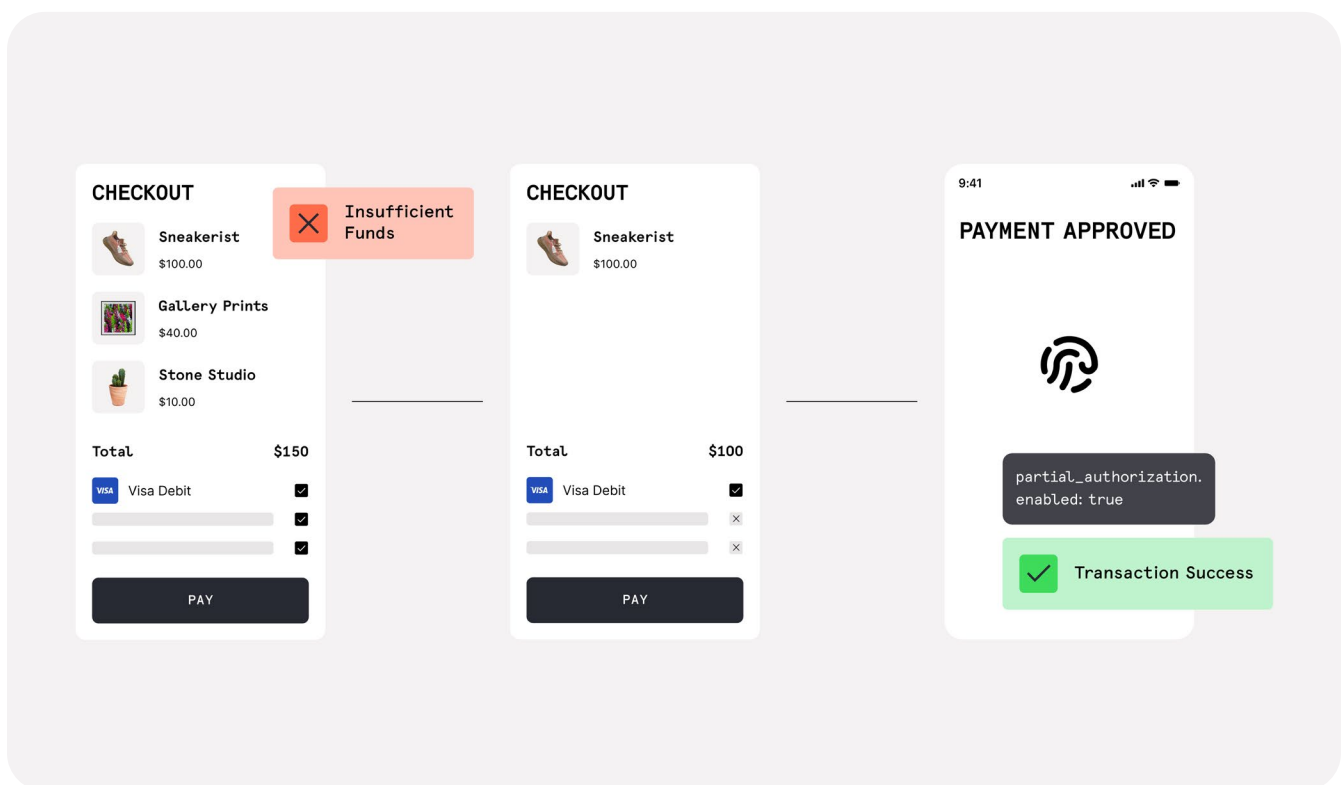 CHECKOUT
Insufficient
Funds
Sneakerist
$100.00
Gallery Prints
$40.00
Stone Studio
$10.00
Total $150
VISA Visa Debit
PAY
CHECKOUT
Sneakerist
$100.00
Total $100
VISA Visa Debit
PAY
9:41
PAYMENT APPROVED
partial_authorization.
enabled: true
Transaction Success